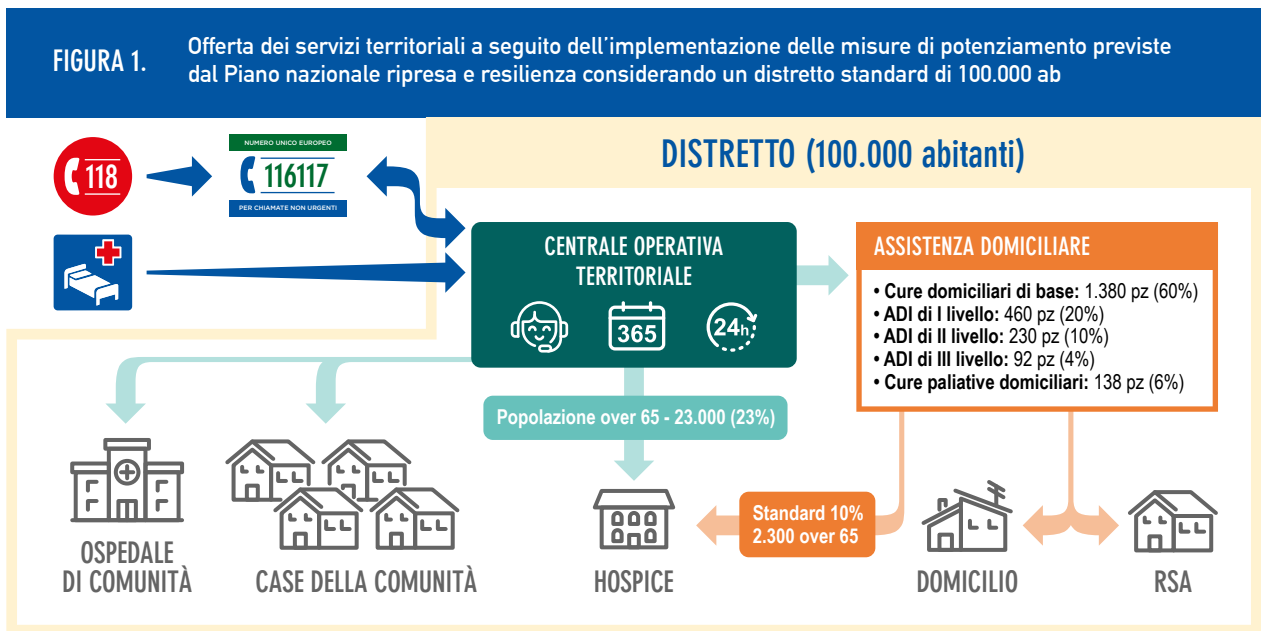 FIGURA 1.
Offerta dei servizi territoriali a seguito dell'implementazione delle misure di potenziamento previste
dal Piano nazionale ripresa e resilienza considerando un distretto standard di 100.000 ab
118
NUMERO UNICO EUROPEO
116117
PER CHIAMATE NON URGENTI
DISTRETTO (100.000 abitanti)
CENTRALE OPERATIVA
TERRITORIALE
365
24h
ASSISTENZA DOMICILIARE
• Cure domiciliari di base: 1.380 pz (60%)
• ADI di I livello: 460 pz (20%)
• ADI di II livello: 230 pz (10%)
• ADI di III livello: 92 pz (4%)
• Cure paliative domiciliari: 138 pz (6%)
Popolazione over 65 - 23.000 (23%)
Standard 10%
2.300 over 65
OSPEDALE
DI COMUNITÀ
CASE DELLA COMUNITÀ
HOSPICE
DOMICILIO
RSA